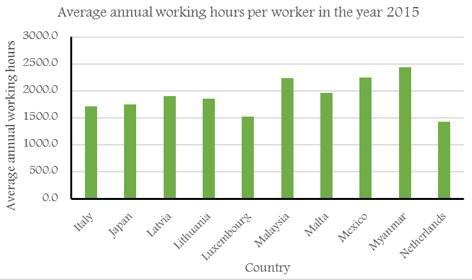 Average annual working hours per worker in the year 2015
Average annual working hours
3000.0
2500.0
2000.0
1500.0
1000.0
500.0
0.0
Italy
Japan
Latvia
Lithuania
Luxembourg
Malaysia
Malta
Mexico
Myanmar
Netherlands
Country